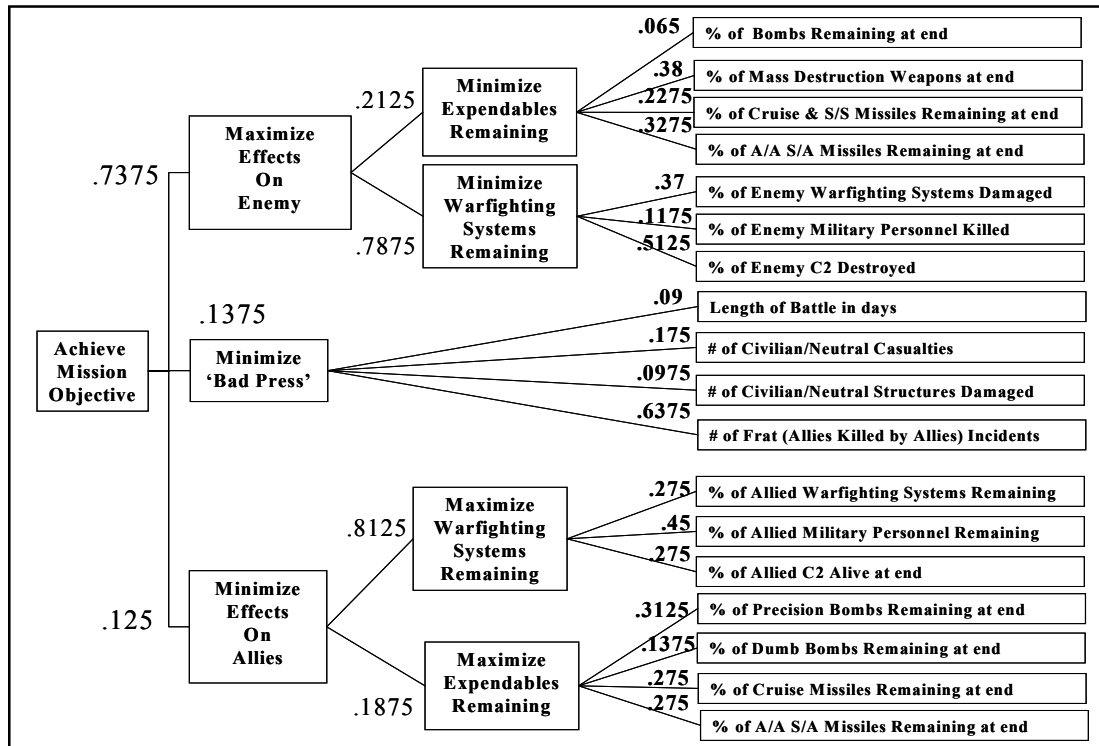 .065
% of Bombs Remaining at end
.38
% of Mass Destruction Weapons at end
.2275
% of Cruise & S/S Missiles Remaining at end
.3275
% of A/A S/A Missiles Remaining at end
.2125
Minimize
Expendables
Remaining
Maximize
Effects
On
Enemy
.7375
Minimize
Warfighting
Systems
Remaining
.7875
.37
% of Enemy Warfighting Systems Damaged
.1175
% of Enemy Military Personnel Killed
.5125
% of Enemy C2 Destroyed
.1375
.09
Length of Battle in days
.175
# of Civilian/Neutral Casualties
.0975
# of Civilian/Neutral Structures Damaged
.6375
# of Frat (Allies Killed by Allies) Incidents
Achieve
Mission
Objective
Minimize
‘Bad Press’
.8125
Maximize
Warfighting
Systems
Remaining
.275
% of Allied Warfighting Systems Remaining
.45
% of Allied Military Personnel Remaining
.275
% of Allied C2 Alive at end
.125
Minimize
Effects
On
Allies
.1875
Maximize
Expendables
Remaining
.3125
% of Precision Bombs Remaining at end
.1375
% of Dumb Bombs Remaining at end
.275
% of Cruise Missiles Remaining at end
.275
% of A/A S/A Missiles Remaining at end